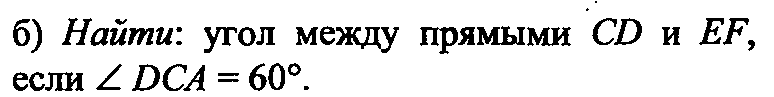 б) Найти: угол между прямыми CD и EF,
если ∠ DCA = 60°.